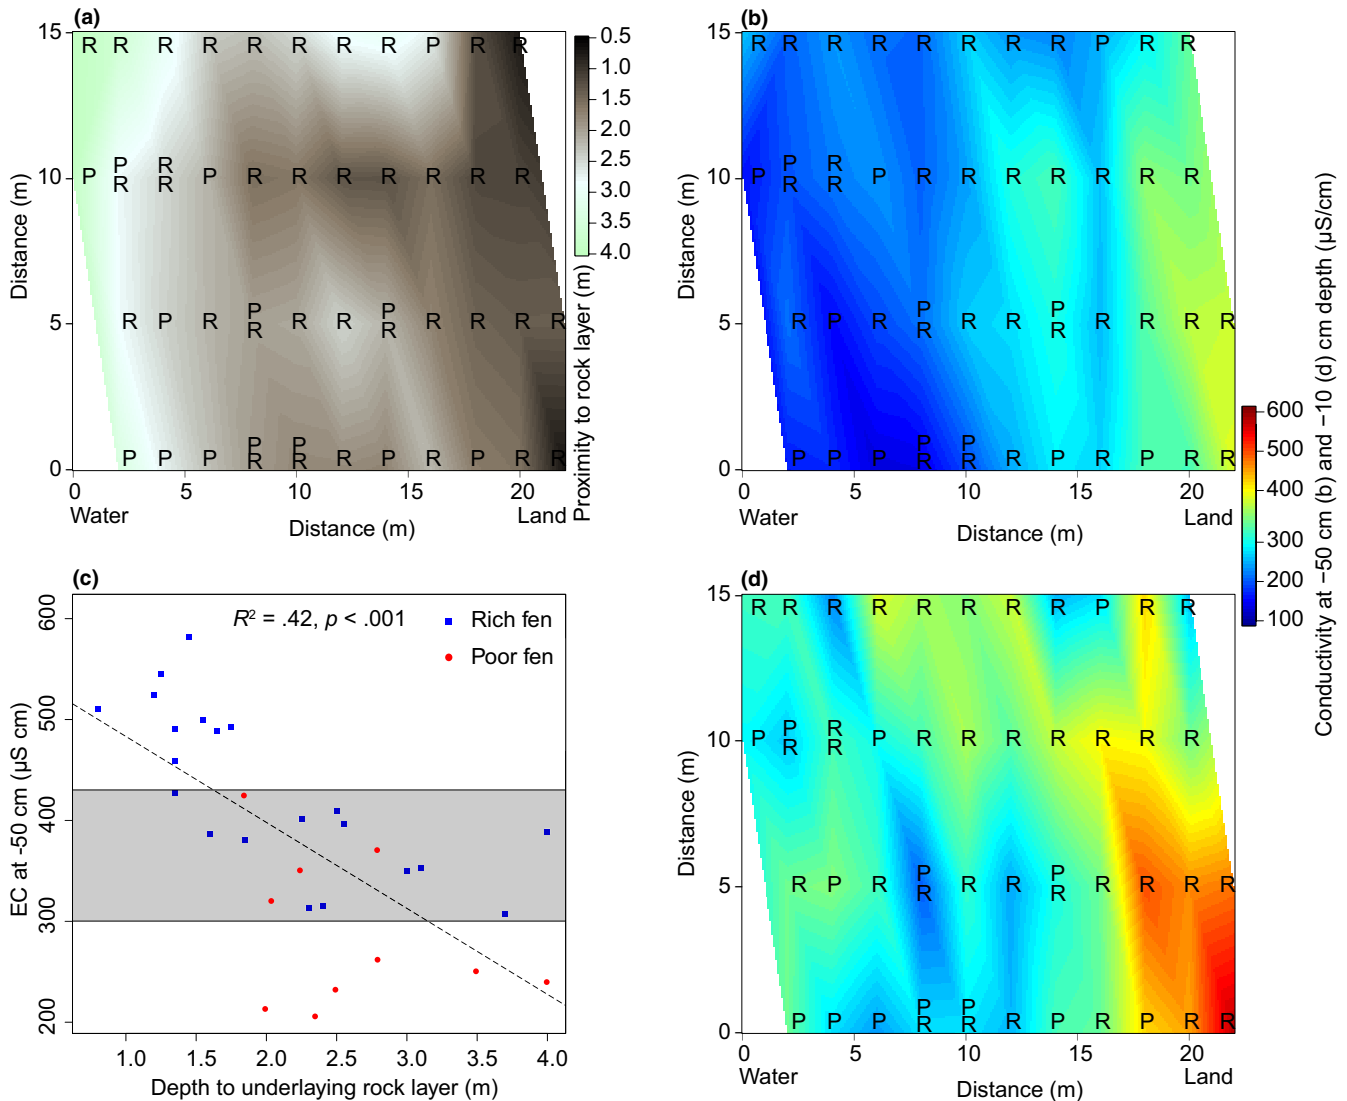 (a)
15
R R R R R R R R P R R
P R
10 P R P R R R R R R R
P R
P P
5 R P R R R R R R R R R
P P
0 P P P R R R P R P R R
0 5 10 15 20
Water Land
Distance (m)
Distance (m)
0.5
1.0
1.5
2.0
2.5
3.0
3.5
4.0
Proximity to rock layer (m)
(b)
15
R R R R R R R R P R R
P R
10 P P R R R R R R R R
R R
P P
5 R P R R R R R R R R R
P P
0 P P P R R R P R P R R
0 5 10 15 20
Water Land
Distance (m)
Distance (m)
600
500
400
300
200
100
Conductivity at −50 cm (b) and −10 (d) cm depth (µS/cm)
(c)
R² = .42, p < .001
Rich fen
Poor fen
600
500
400
300
200
EC at -50 cm (µS cm)
1.0 1.5 2.0 2.5 3.0 3.5 4.0
Depth to underlaying rock layer (m)
(d)
15
R R R R R R R R P R R
P R
10 P R R P R R R R R R R
P P
5 R P R R R R R R R R R
P P
0 P P P R R R P R P R R
0 5 10 15 20
Water Land
Distance (m)
Distance (m)